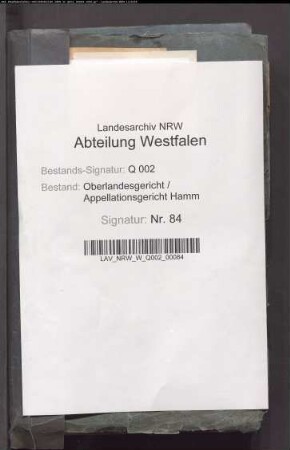 Landesarchiv NRW
Abteilung Westfalen
Bestands-Signatur: Q 002
Bestand: Oberlandesgericht /
Appellationsgericht Hamm
Signatur: Nr. 84
LAV_NRW_W_Q002_00084